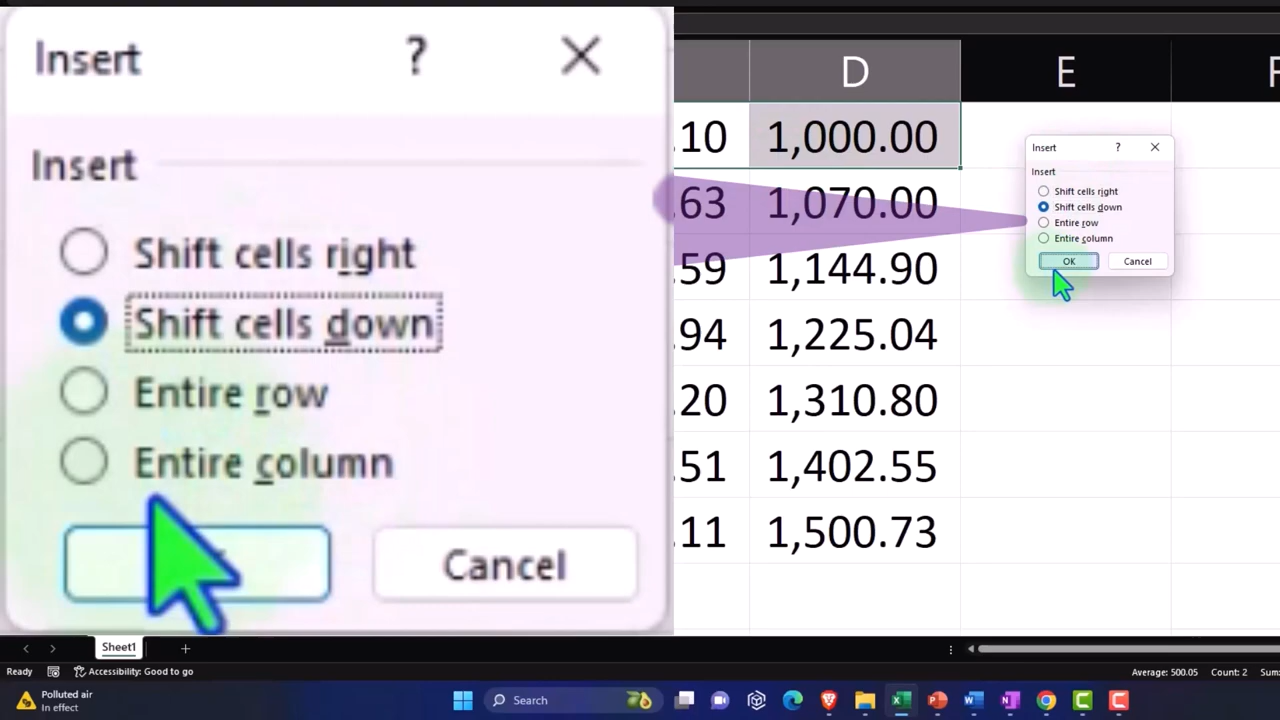 Insert
?
Insert
Shift cells right
Shift cells down
Entire row
Entire column
Cancel
D E F
.10 1,000.00
.63 1,070.00
.59 1,144.90
.94 1,225.04
.20 1,310.80
.51 1,402.55
.11 1,500.73
Insert ?
Insert
Shift cells right
Shift cells down
Entire row
Entire column
OK Cancel
Sheet1
Ready Accessibility: Good to go Average: 500.05 Count: 2 Sum:
Polluted air
In effect
Search